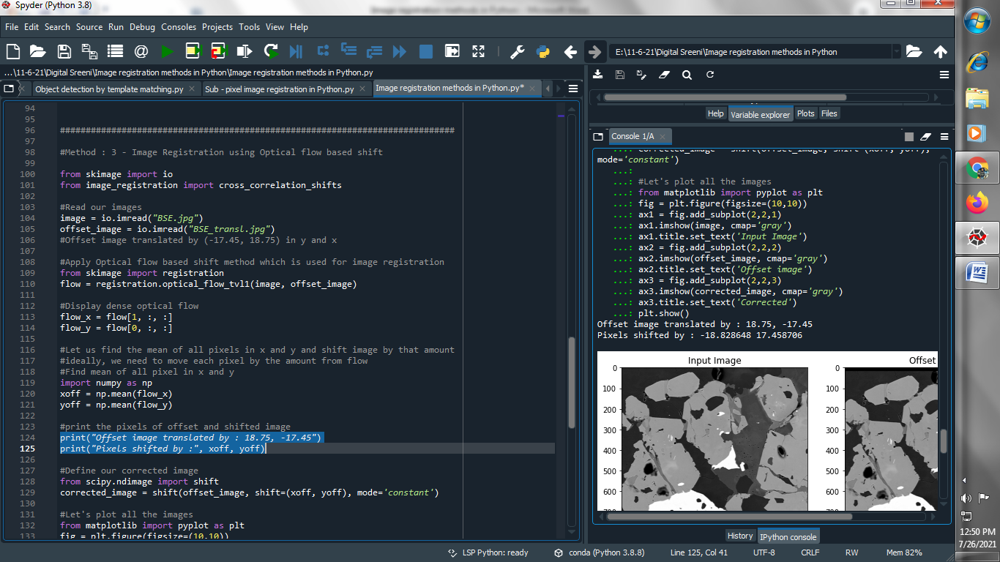 Spyder (Python 3.8)
Image registration methods in Python - Microsoft Word
File Edit Search Source Run Debug Consoles Projects Tools View Help
E:\11-6-21\Digital Sreeni\Image registration methods in Python
...\11-6-21\Digital Sreeni\Image registration methods in Python\Image registration methods in Python.py
Object detection by template matching.py
Sub - pixel image registration in Python.py
Image registration methods in Python.py*
94
95
96 #############################################################################
97
98 #Method : 3 - Image Registration using Optical flow based shift
99
100 from skimage import io
101 from image_registration import cross_correlation_shifts
102
103 #Read our images
104 image = io.imread("BSE.jpg")
105 offset_image = io.imread("BSE_transl.jpg")
106 #Offset image translated by (-17.45, 18.75) in y and x
107
108 #Apply Optical flow based shift method which is used for image registration
109 from skimage import registration
110 flow = registration.optical_flow_tvl1(image, offset_image)
111
112 #Display dense optical flow
113 flow_x = flow[1, :, :]
114 flow_y = flow[0, :, :]
115
116 #Let us find the mean of all pixels in x and y and shift image by that amount
117 #ideally, we need to move each pixel by the amount from flow
118 #Find mean of all pixel in x and y
119 import numpy as np
120 xoff = np.mean(flow_x)
121 yoff = np.mean(flow_y)
122
123 #print the pixels of offset and shifted image
124 print("Offset image translated by : 18.75, -17.45")
125 print("Pixels shifted by :", xoff, yoff)
126
127 #Define our corrected image
128 from scipy.ndimage import shift
129 corrected_image = shift(offset_image, shift=(xoff, yoff), mode='constant')
130
131 #Let's plot all the images
132 from matplotlib import pyplot as plt
133 fig = plt.figure(figsize=(10,10))
Help Variable explorer Plots Files
Console 1/A
...: corrected_image = shift(offset_image, shift=(xoff, yoff),
mode='constant')
...:
...: #Let's plot all the images
...: from matplotlib import pyplot as plt
...: fig = plt.figure(figsize=(10,10))
...: ax1 = fig.add_subplot(2,2,1)
...: ax1.imshow(image, cmap='gray')
...: ax1.title.set_text('Input Image')
...: ax2 = fig.add_subplot(2,2,2)
...: ax2.imshow(offset_image, cmap='gray')
...: ax2.title.set_text('Offset image')
...: ax3 = fig.add_subplot(2,2,3)
...: ax3.imshow(corrected_image, cmap='gray')
...: ax3.title.set_text('Corrected')
...: plt.show()
Offset image translated by : 18.75, -17.45
Pixels shifted by : -18.828648 17.458706
Input Image
Offset
0
100
200
300
400
500
600
700
0
100
200
300
400
500
600
History IPython console
LSP Python: ready conda (Python 3.8.8) Line 125, Col 41 UTF-8 CRLF RW Mem 82%
12:50 PM
7/26/2021